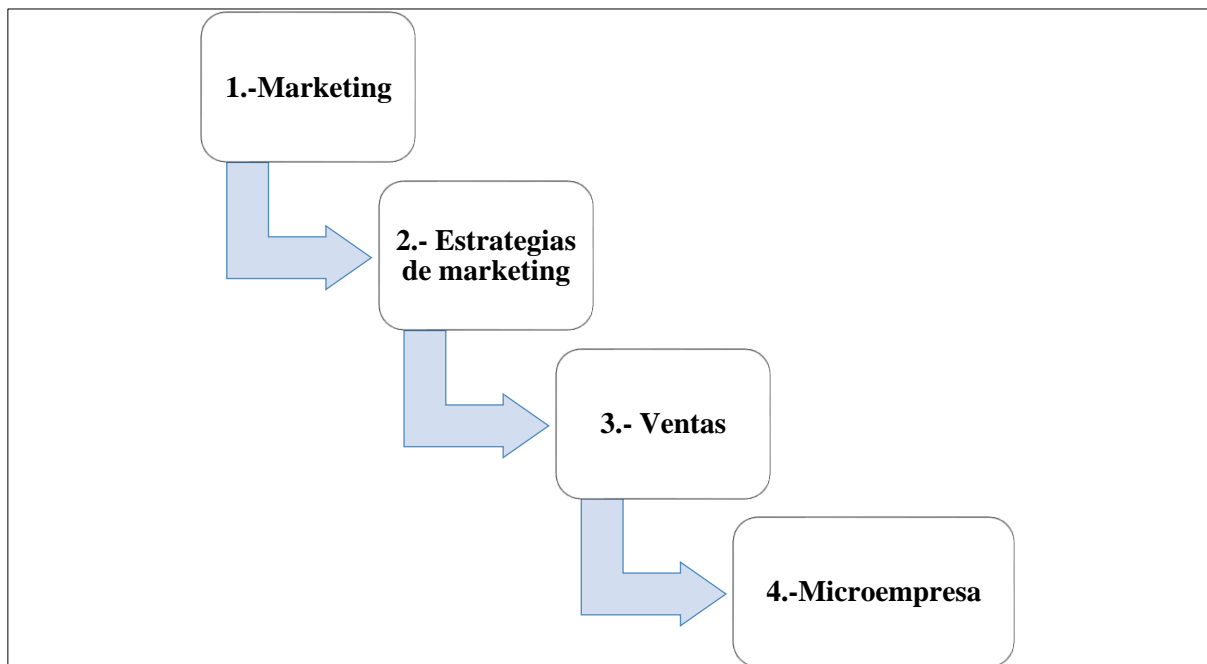 1.-Marketing
2.- Estrategias
de marketing
3.- Ventas
4.-Microempresa